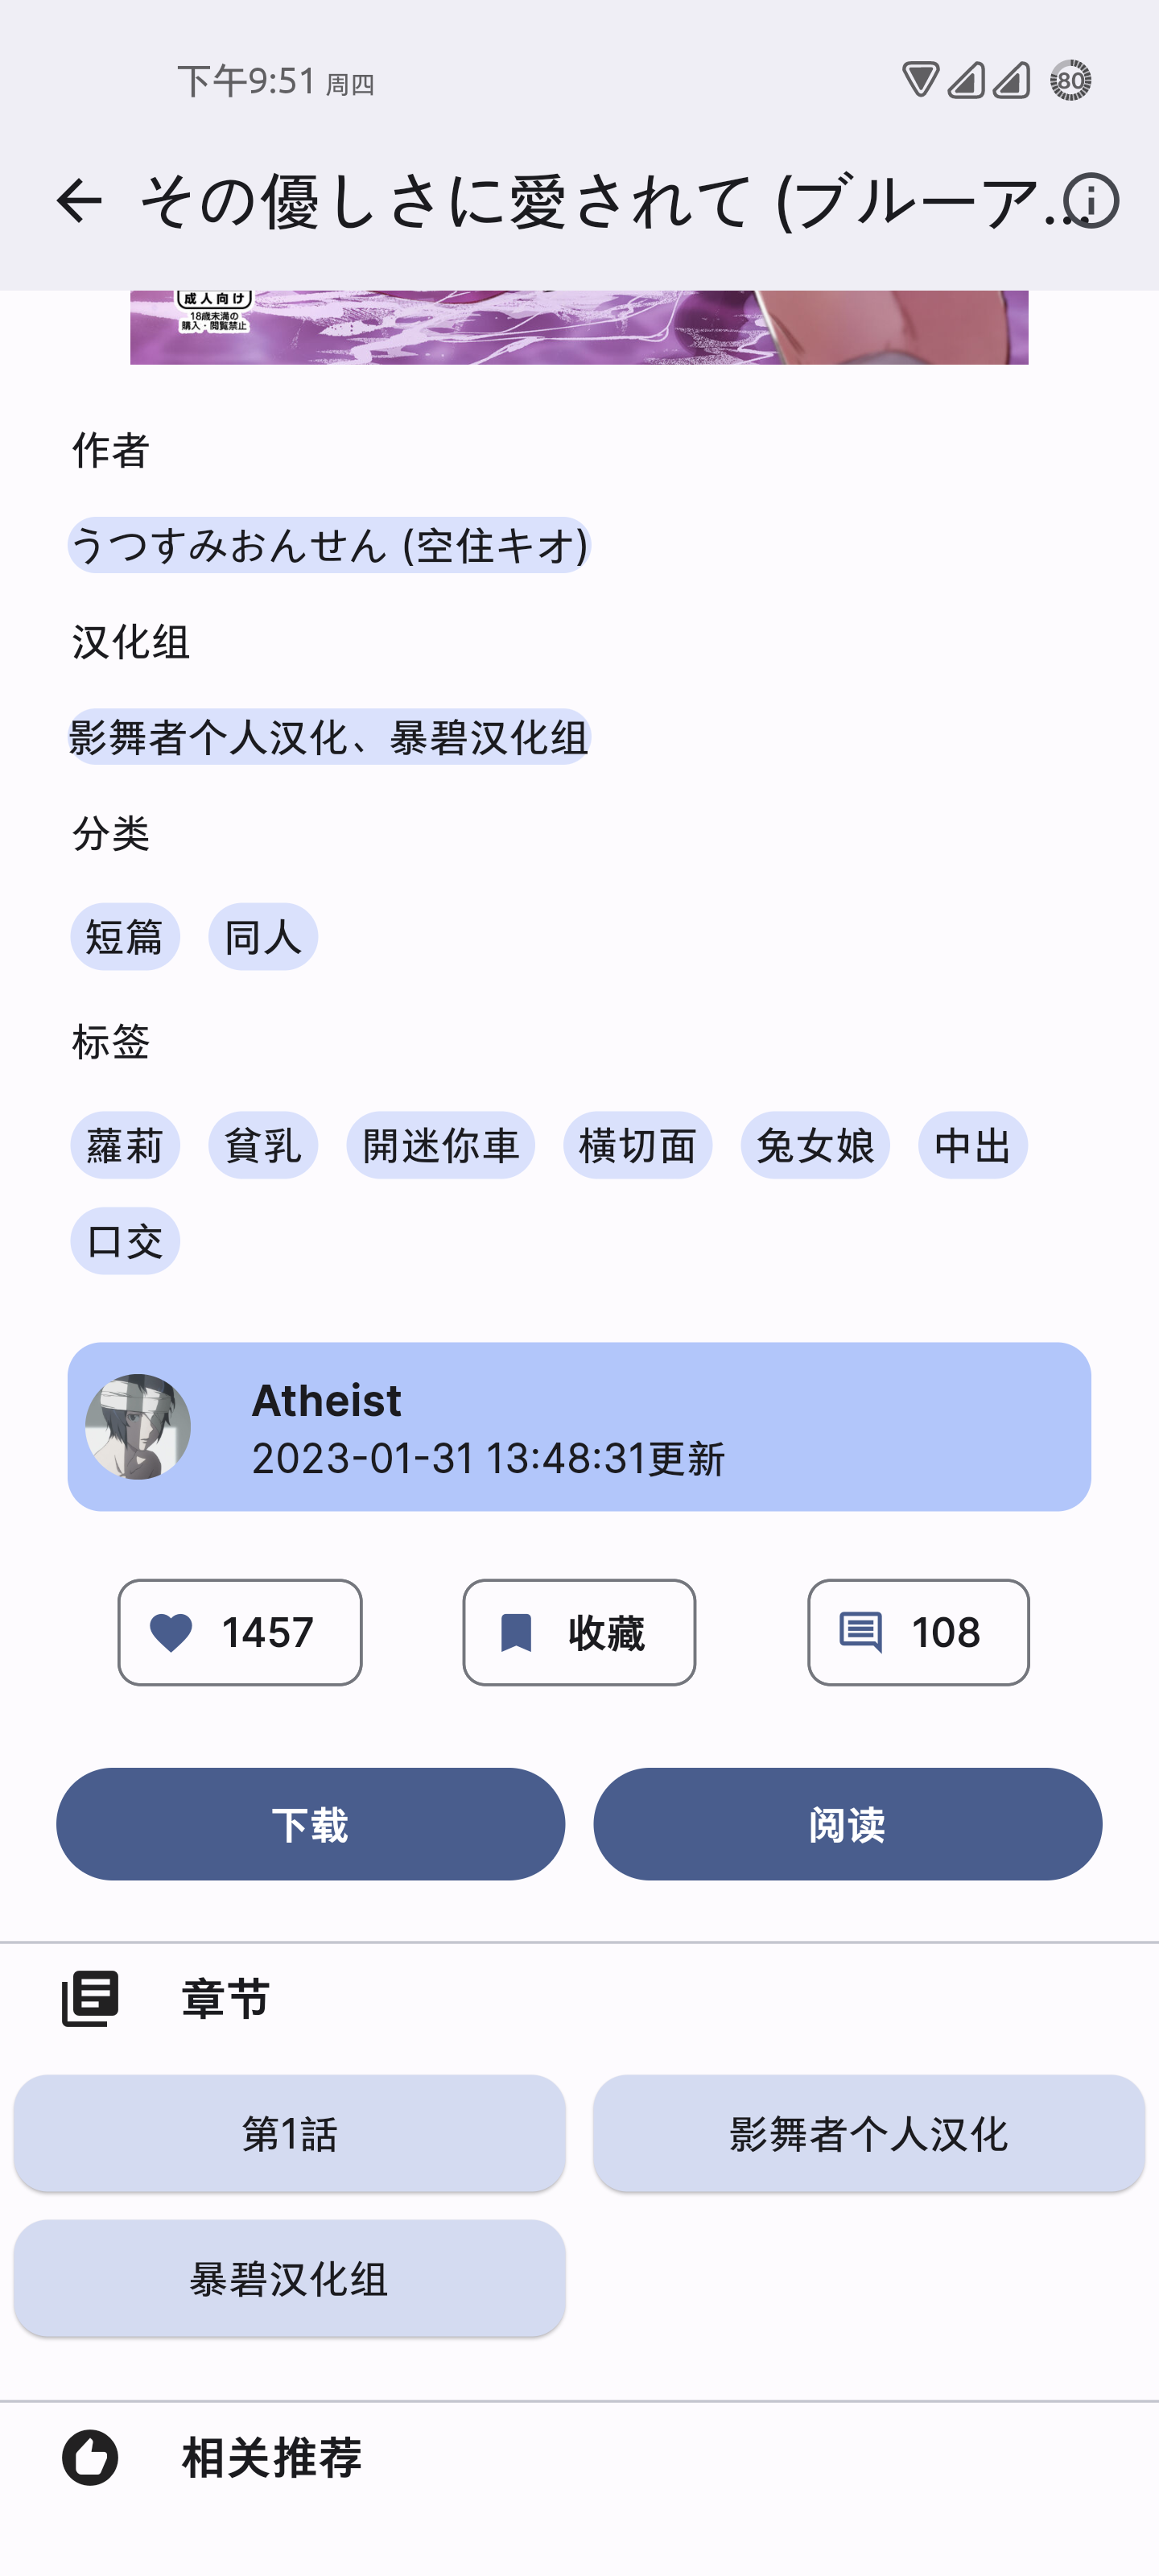 下午9:51 周四
80
その優しさに愛されて (ブルーア...
成人向け
18歳未満の
購入・閲覧禁止
作者
うつすみおんせん (空住キオ)
汉化组
影舞者个人汉化、暴碧汉化组
分类
短篇 同人
标签
蘿莉 貧乳 開迷你車 橫切面 兔女娘 中出
口交
Atheist
2023-01-31 13:48:31更新
1457 收藏 108
下载 阅读
章节
第1話 影舞者个人汉化
暴碧汉化组
相关推荐